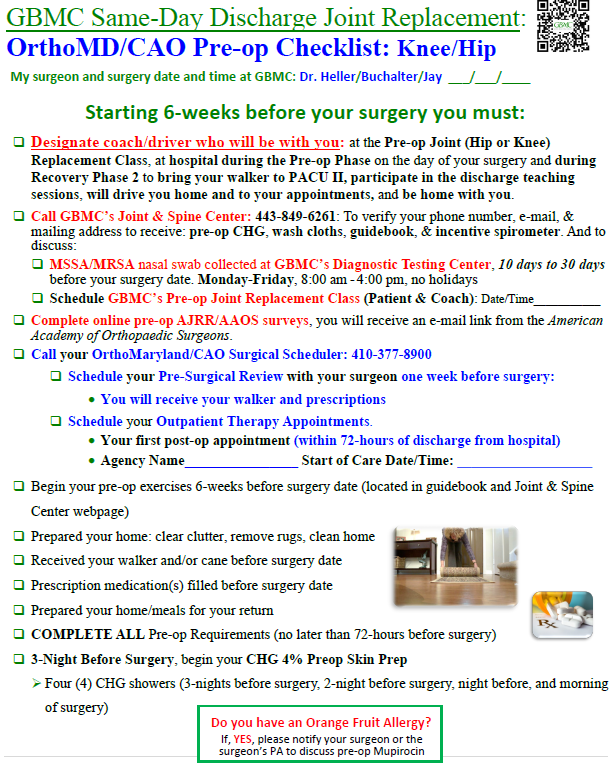 GBMC Same-Day Discharge Joint Replacement:
GBMC
OrthoMD/CAO Pre-op Checklist: Knee/Hip
My surgeon and surgery date and time at GBMC: Dr. Heller/Buchalter/Jay ___/___/____
Starting 6-weeks before your surgery you must:
❑ Designate coach/driver who will be with you: at the Pre-op Joint (Hip or Knee)
Replacement Class, at hospital during the Pre-op Phase on the day of your surgery and during
Recovery Phase 2 to bring your walker to PACU II, participate in the discharge teaching
sessions, will drive you home and to your appointments, and be home with you.
❑ Call GBMC's Joint & Spine Center: 443-849-6261: To verify your phone number, e-mail, &
mailing address to receive: pre-op CHG, wash cloths, guidebook, & incentive spirometer. And to
discuss:
❑ MSSA/MRSA nasal swab collected at GBMC's Diagnostic Testing Center, 10 days to 30 days
before your surgery date. Monday-Friday, 8:00 am - 4:00 pm, no holidays
❑ Schedule GBMC's Pre-op Joint Replacement Class (Patient & Coach): Date/Time__________
❑ Complete online pre-op AJRR/AAOS surveys, you will receive an e-mail link from the American
Academy of Orthopaedic Surgeons.
❑ Call your OrthoMaryland/CAO Surgical Scheduler: 410-377-8900
❑ Schedule your Pre-Surgical Review with your surgeon one week before surgery:
• You will receive your walker and prescriptions
❑ Schedule your Outpatient Therapy Appointments.
• Your first post-op appointment (within 72-hours of discharge from hospital)
• Agency Name________________ Start of Care Date/Time: ___________________
❑ Begin your pre-op exercises 6-weeks before surgery date (located in guidebook and Joint & Spine
Center webpage)
❑ Prepared your home: clear clutter, remove rugs, clean home
❑ Received your walker and/or cane before surgery date
❑ Prescription medication(s) filled before surgery date
❑ Prepared your home/meals for your return
Rx
❑ COMPLETE ALL Pre-op Requirements (no later than 72-hours before surgery)
❑ 3-Night Before Surgery, begin your CHG 4% Preop Skin Prep
➢ Four (4) CHG showers (3-nights before surgery, 2-night before surgery, night before, and morning
of surgery)
Do you have an Orange Fruit Allergy?
If, YES, please notify your surgeon or the
surgeon's PA to discuss pre-op Mupirocin